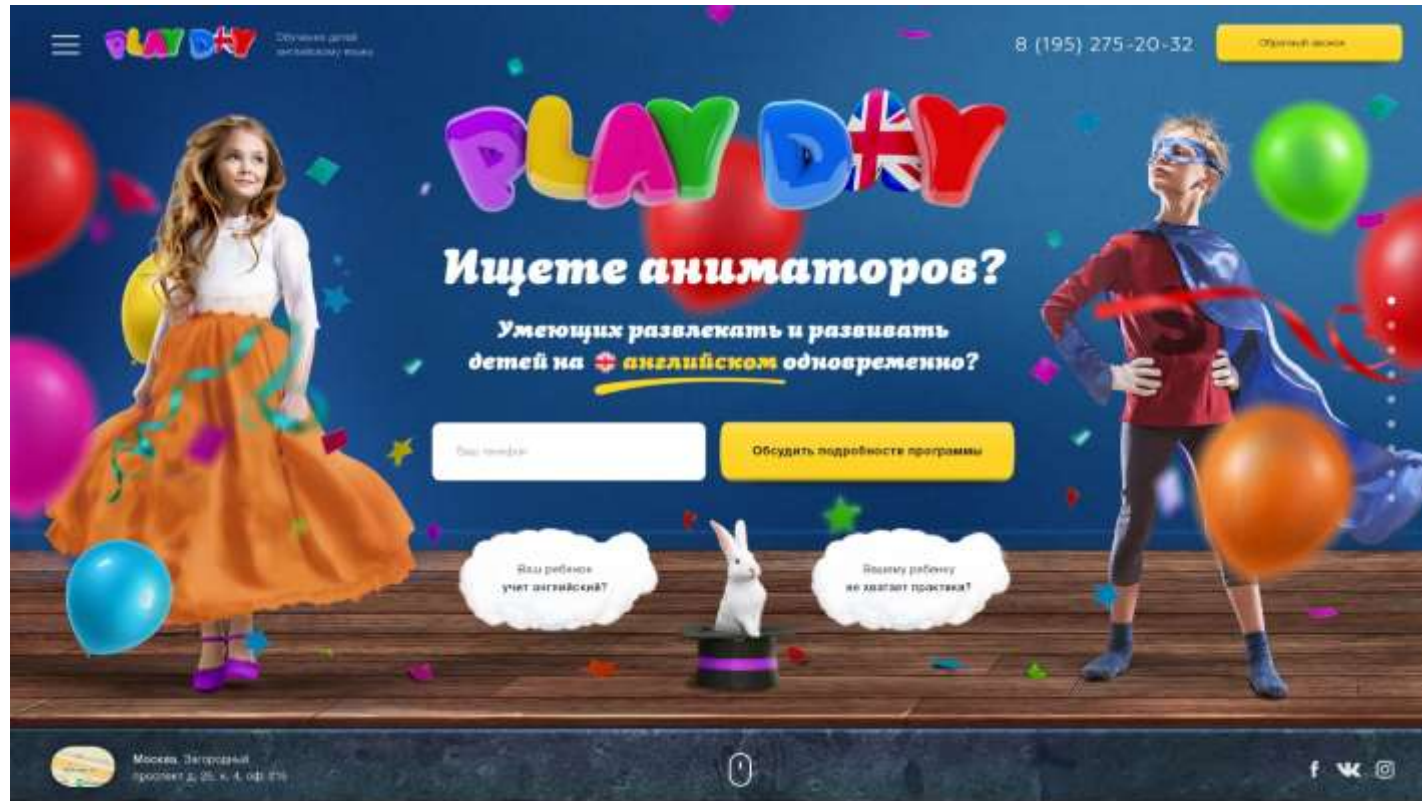 PLAY DAY
Обучение детей
английскому языку
8 (195) 275-20-32
Обратный звонок
PLAY DAY
Ищете аниматоров?
Умеющих развлекать и развивать
детей на английском одновременно?
Ваш телефон
Обсудить подробности программы
Ваш ребенок
учит английский?
Вашему ребенку
не хватает практики?
S
Москва, Загородный
проспект д. 25, к. 4, оф.